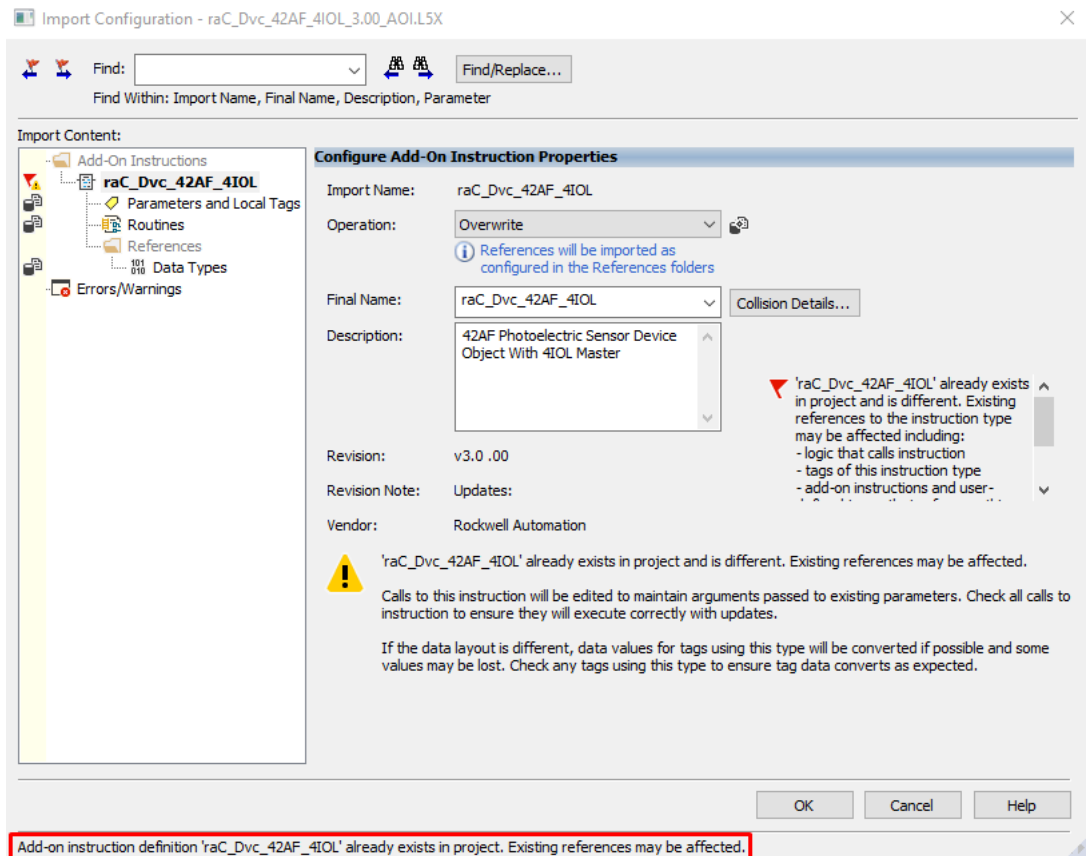 Import Configuration - raC_Dvc_42AF_4IOL_3.00_AOI.L5X
Find:
Find/Replace...
Find Within: Import Name, Final Name, Description, Parameter
Import Content:
Add-On Instructions
raC_Dvc_42AF_4IOL
Parameters and Local Tags
Routines
References
Data Types
Errors/Warnings
Configure Add-On Instruction Properties
Import Name: raC_Dvc_42AF_4IOL
Operation: Overwrite
References will be imported as
configured in the References folders
Final Name: raC_Dvc_42AF_4IOL Collision Details...
Description: 42AF Photoelectric Sensor Device
Object With 4IOL Master
'raC_Dvc_42AF_4IOL' already exists
in project and is different. Existing
references to the instruction type
may be affected including:
- logic that calls instruction
- tags of this instruction type
- add-on instructions and user-
Revision: v3.0 .00
Revision Note: Updates:
Vendor: Rockwell Automation
'raC_Dvc_42AF_4IOL' already exists in project and is different. Existing references may be affected.
Calls to this instruction will be edited to maintain arguments passed to existing parameters. Check all calls to
instruction to ensure they will execute correctly with updates.
If the data layout is different, data values for tags using this type will be converted if possible and some
values may be lost. Check any tags using this type to ensure tag data converts as expected.
OK Cancel Help
Add-on instruction definition 'raC_Dvc_42AF_4IOL' already exists in project. Existing references may be affected.